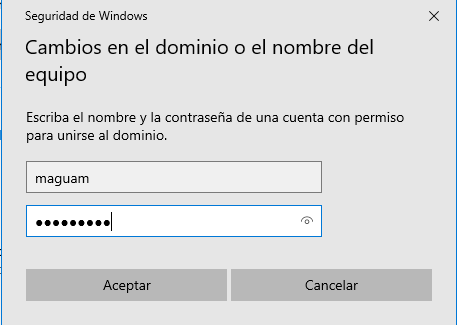 Seguridad de Windows
Cambios en el dominio o el nombre del
equipo
Escriba el nombre y la contraseña de una cuenta con permiso
para unirse al dominio.
maguam
●●●●●●●●●
Aceptar
Cancelar